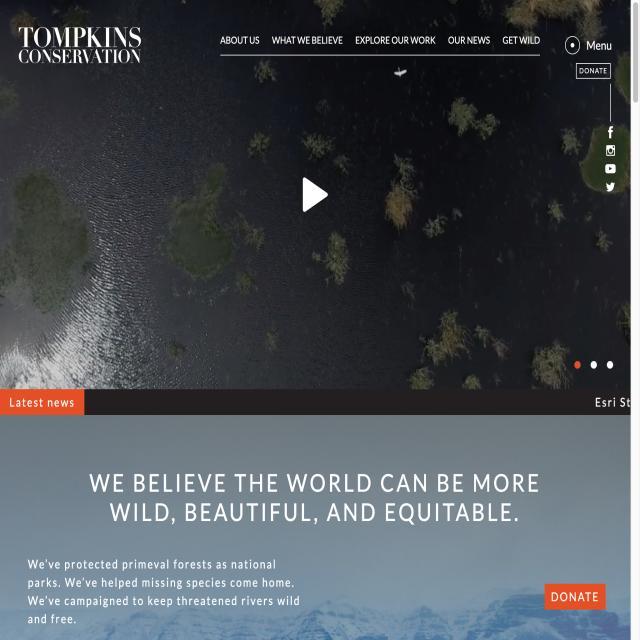 TOMPKINS
CONSERVATION
ABOUT US
WHAT WE BELIEVE
EXPLORE OUR WORK
OUR NEWS
GET WILD
Menu
DONATE
Latest news
Esri St
WE BELIEVE THE WORLD CAN BE MORE
WILD, BEAUTIFUL, AND EQUITABLE.
We've protected primeval forests as national
parks. We've helped missing species come home.
We've campaigned to keep threatened rivers wild
and free.
DONATE